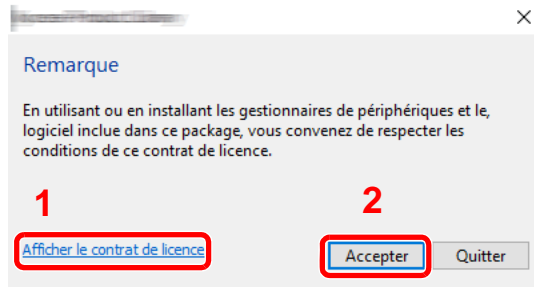 Remarque
En utilisant ou en installant les gestionnaires de périphériques et le,
logiciel inclue dans ce package, vous convenez de respecter les
conditions de ce contrat de licence.
1
2
Afficher le contrat de licence
Accepter
Quitter